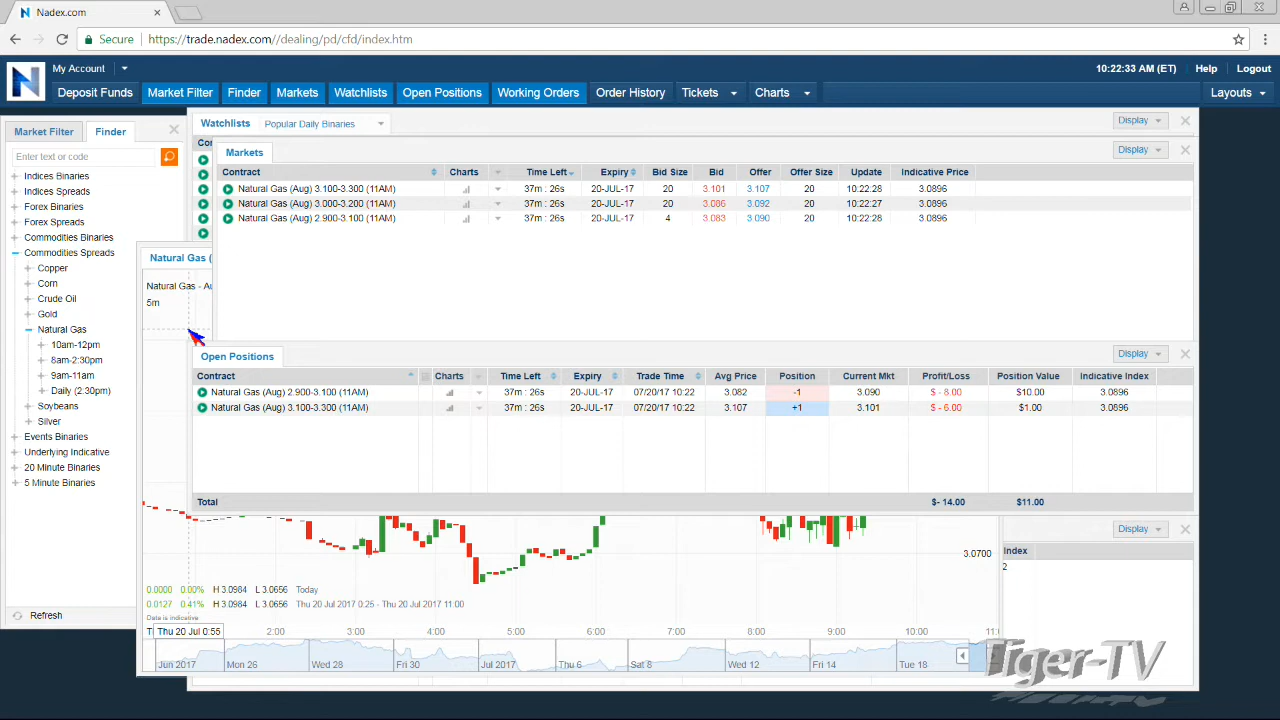 Nadex.com
Secure https://trade.nadex.com//dealing/pd/cfd/index.htm
My Account
10:22:33 AM (ET) Help Logout
Deposit Funds Market Filter Finder Markets Watchlists Open Positions Working Orders Order History Tickets Charts Layouts
Market Filter Finder
Enter text or code
Indices Binaries
Indices Spreads
Forex Binaries
Forex Spreads
Commodities Binaries
Commodities Spreads
Copper
Corn
Crude Oil
Gold
Natural Gas
10am-12pm
8am-2:30pm
9am-11am
Daily (2.30pm)
Soybeans
Silver
Events Binaries
Underlying Indicative
20 Minute Binaries
5 Minute Binaries
Refresh
Watchlists Popular Daily Binaries Display
Markets Display
Contract Charts Time Left Expiry Bid Size Bid Offer Offer Size Update Indicative Price
Natural Gas (Aug) 3.100-3.300 (11AM) 37m : 26s 20-JUL-17 20 3.101 3.107 20 10:22:28 3.0896
Natural Gas (Aug) 3.000-3.200 (11AM) 37m : 26s 20-JUL-17 20 3.086 3.092 20 10:22:27 3.0896
Natural Gas (Aug) 2.900-3.100 (11AM) 37m : 26s 20-JUL-17 4 3.083 3.090 20 10:22:28 3.0896
Natural Gas (
Natural Gas - Au
5m
Open Positions Display
Contract Charts Time Left Expiry Trade Time Avg Price Position Current Mkt Profit/Loss Position Value Indicative Index
Natural Gas (Aug) 2.900-3.100 (11AM) 37m : 26s 20-JUL-17 07/20/17 10:22 3.082 -1 3.090 $ - 8.00 $10.00 3.0896
Natural Gas (Aug) 3.100-3.300 (11AM) 37m : 26s 20-JUL-17 07/20/17 10:22 3.107 +1 3.101 $ - 6.00 $1.00 3.0896
Total $- 14.00 $11.00
Display
Index
2
3.0700
0.0000 0.00% H 3.0984 L 3.0656 Today
0.0127 0.41% H 3.0984 L 3.0656 Thu 20 Jul 2017 0:25 - Thu 20 Jul 2017 11:00
Data is indicative
Thu 20 Jul 0:55 2:00 3:00 4:00 5:00 6:00 7:00 8:00 9:00 10:00 11:
Jun 2017 Mon 26 Wed 28 Fri 30 Jul 2017 Thu 6 Sat 8 Wed 12 Fri 14 Tue 18
Tiger-TV